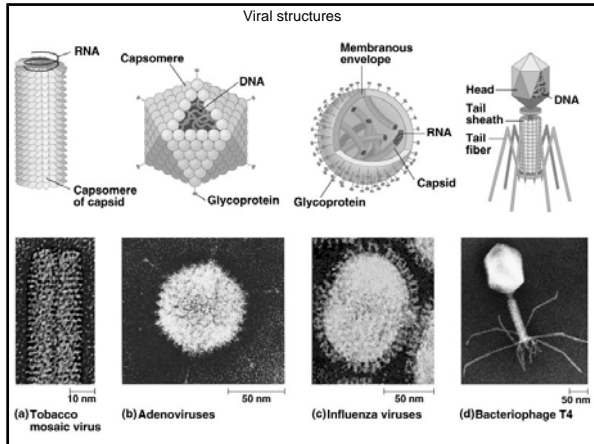 Viral structures
RNA
Capsomere
of capsid
Capsomere
DNA
Glycoprotein
Membranous
envelope
RNA
Capsid
Glycoprotein
Head
DNA
Tail
sheath
Tail
fiber
10 nm
50 nm
50 nm
50 nm
(a) Tobacco
mosaic virus
(b) Adenoviruses
(c) Influenza viruses
(d) Bacteriophage T4